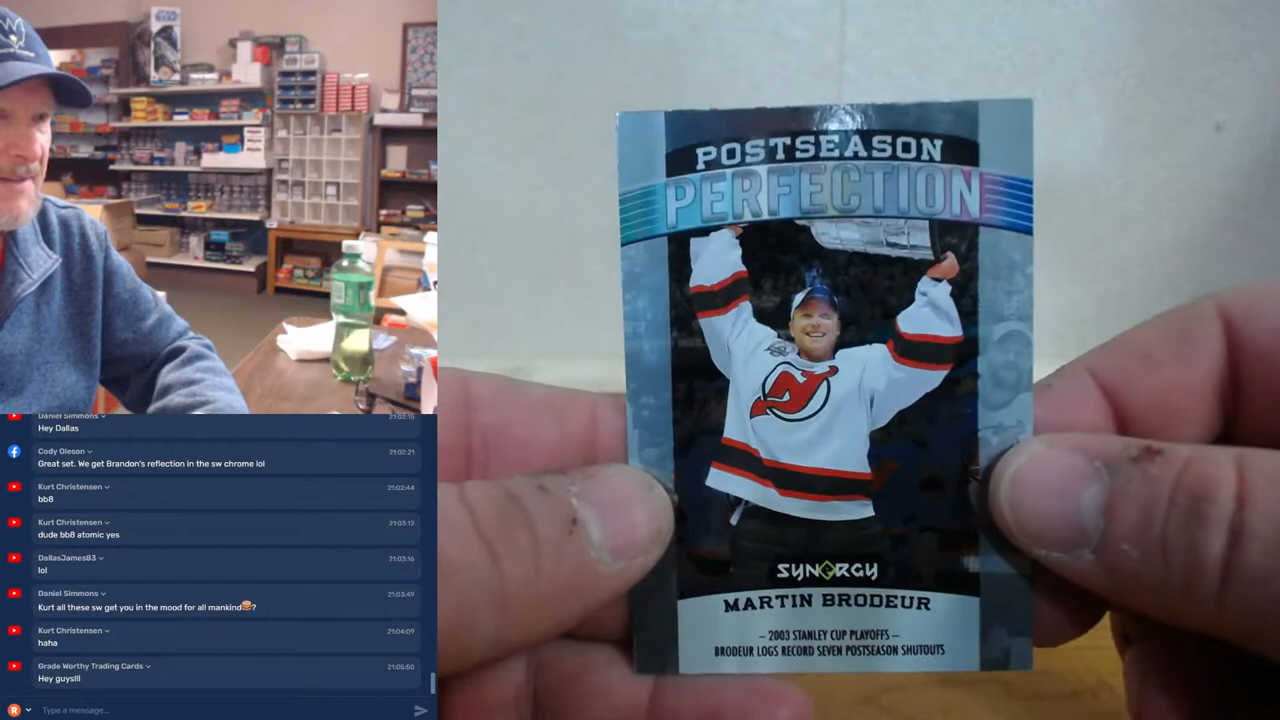 Daniel Simmons
21:02:15
Hey Dallas
Cody Oleson
21:02:21
Great set. We get Brandon's reflection in the sw chrome lol
Kurt Christensen
21:02:44
bb8
Kurt Christensen
21:03:12
dude bb8 atomic yes
DallasJames83
21:03:16
lol
Daniel Simmons
21:03:49
Kurt all these sw get you in the mood for all mankind🍔?
Kurt Christensen
21:04:09
haha
Grade Worthy Trading Cards
21:05:50
Hey guys!!!
R
Type a message...
POSTSEASON
PERFECTION
SYNERGY
MARTIN BRODEUR
– 2003 STANLEY CUP PLAYOFFS –
BRODEUR LOGS RECORD SEVEN POSTSEASON SHUTOUTS